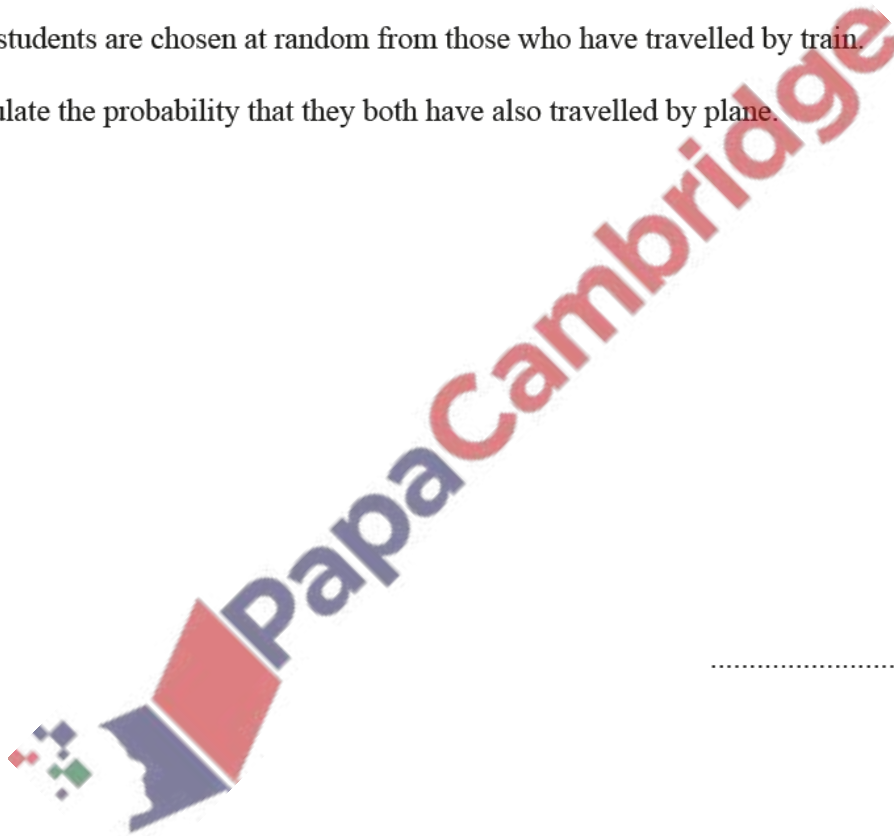 students are chosen at random from those who have travelled by train.
late the probability that they both have also travelled by plane.
PapaCambridge